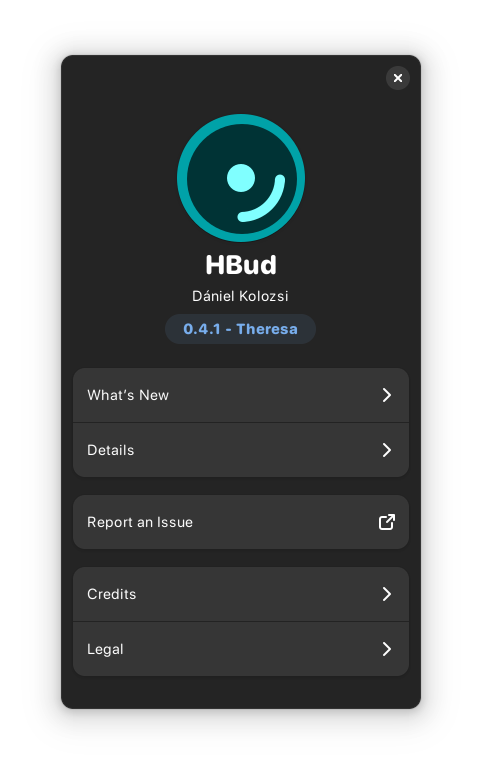 HBud
Dániel Kolozsi
0.4.1 - Theresa
What’s New
Details
Report an Issue
Credits
Legal